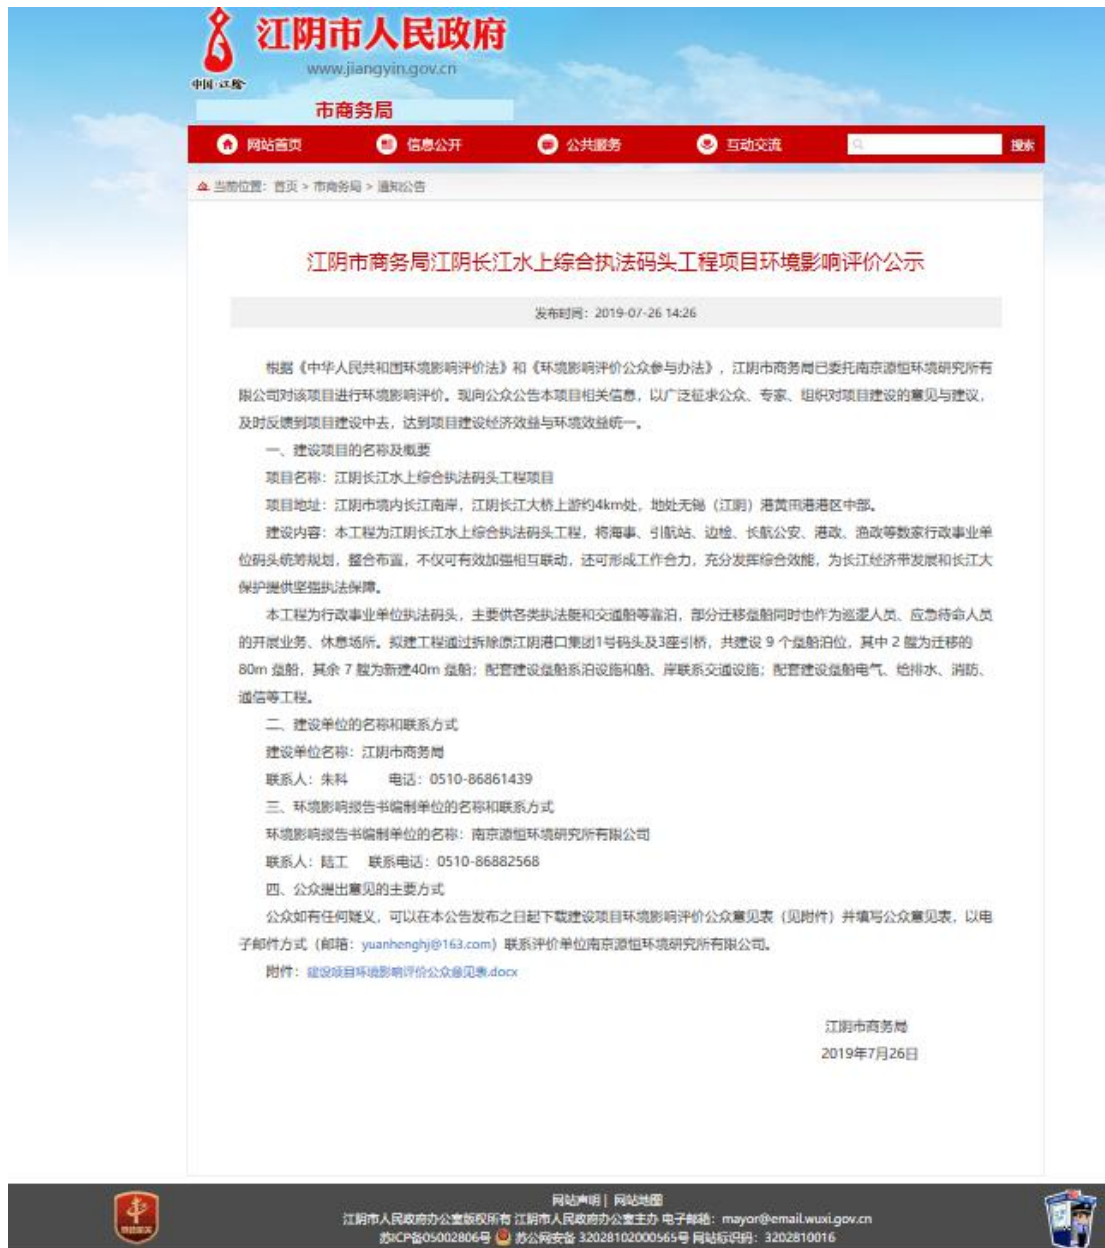 江阴市人民政府
www.jiangyin.gov.cn
中国·江阴
市商务局
网站首页 信息公开 公共服务 互动交流 搜索
当前位置：首页 > 市商务局 > 通知公告
江阴市商务局江阴长江水上综合执法码头工程项目环境影响评价公示
发布时间：2019-07-26 14:26
根据《中华人民共和国环境影响评价法》和《环境影响评价公众参与办法》，江阴市商务局已委托南京源恒环境研究所有
限公司对该项目进行环境影响评价。现向公众公告本项目相关信息，以广泛征求公众、专家、组织对项目建设的意见与建议，
及时反馈到项目建设中去，达到项目建设经济效益与环境效益统一。
一、建设项目的名称及概要
项目名称：江阴长江水上综合执法码头工程项目
项目地址：江阴市境内长江南岸，江阴长江大桥上游约4km处，地处无锡（江阴）港黄田港港区中部。
建设内容：本工程为江阴长江水上综合执法码头工程，将海事、引航站、边检、长航公安、港政、渔政等数家行政事业单
位码头统筹规划，整合布置，不仅可有效加强相互联动，还可形成工作合力，充分发挥综合效能，为长江经济带发展和长江大
保护提供坚强执法保障。
本工程为行政事业单位执法码头，主要供各类执法艇和交通船等靠泊，部分迁移趸船同时也作为巡逻人员、应急待命人员
的开展业务、休息场所。拟建工程通过拆除原江阴港口集团1号码头及3座引桥，共建设 9 个趸船泊位，其中 2 艘为迁移的
80m 趸船，其余 7 艘为新建40m 趸船；配套建设趸船系泊设施和船、岸联系交通设施；配套建设趸船电气、给排水、消防、
通信等工程。
二、建设单位的名称和联系方式
建设单位名称：江阴市商务局
联系人：朱科 电话：0510-86861439
三、环境影响报告书编制单位的名称和联系方式
环境影响报告书编制单位的名称：南京源恒环境研究所有限公司
联系人：陆工 联系电话：0510-86882568
四、公众提出意见的主要方式
公众如有任何疑义，可以在本公告发布之日起下载建设项目环境影响评价公众意见表（见附件）并填写公众意见表，以电
子邮件方式（邮箱：yuanhenghj@163.com）联系评价单位南京源恒环境研究所有限公司。
附件：建设项目环境影响评价公众意见表.docx
江阴市商务局
2019年7月26日
网站声明 | 网站地图
江阴市人民政府办公室版权所有 江阴市人民政府办公室主办 电子邮箱：mayor@email.wuxi.gov.cn
苏ICP备05002806号 苏公网安备 32028102000565号 网站标识码：3202810016